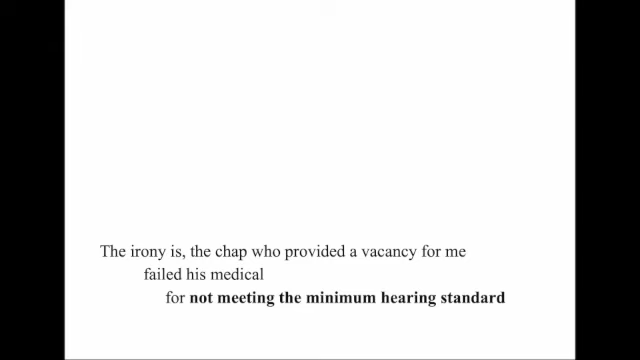 The irony is, the chap who provided a vacancy for me
failed his medical
for not meeting the minimum hearing standard